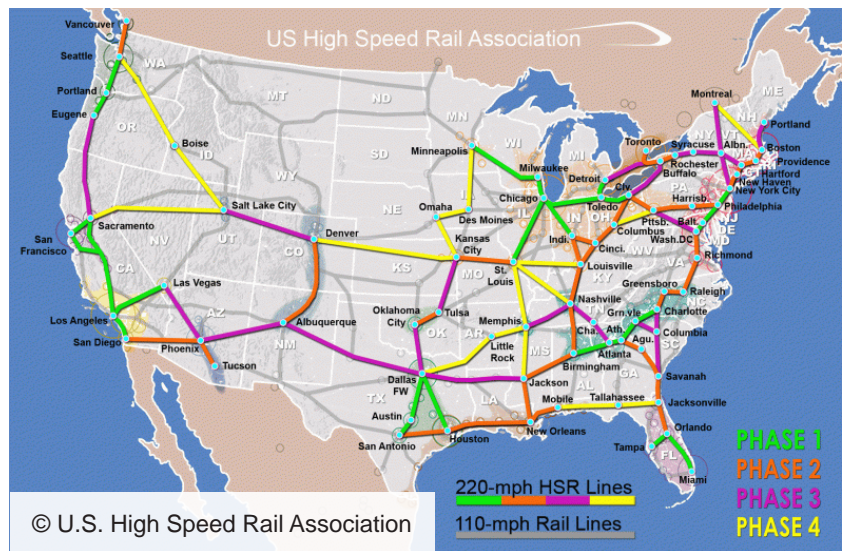 US High Speed Rail Association
Vancouver
Seattle
WA
Portland
Eugene
OR
Boise
ID
MT
ND
MN
SD
WY
Minneapolis
WI
MI
Milwaukee
Chicago
Detroit
Toledo
Clv.
Toronto
Buffalo
Rochester
Syracuse
Albn.
Montreal
ME
NH
VT
NY
MA
Portland
Boston
Providence
Hartford
New Haven
New York City
Philadelphia
NJ
DE
MD
PA
Harrisb.
Pittsb.
Balt.
Wash.DC
Richmond
VA
WV
Sacramento
San
Francisco
NV
CA
Salt Lake City
UT
Denver
CO
NE
Omaha
Des Moines
IA
IL
IN
OH
Columbus
Indi.
Cinci.
Louisville
KY
Kansas
City
KS
MO
St.
Louis
Las Vegas
Los Angeles
San Diego
AZ
Phoenix
Tucson
Albuquerque
NM
Oklahoma
City
Tulsa
OK
AR
Little
Rock
Memphis
Nashville
TN
Cha.
Grn.vle
Ath.
Atlanta
Agu.
Greensboro
Raleigh
NC
Charlotte
Columbia
SC
Savanah
GA
AL
MS
Birmingham
Jackson
Dallas
FW
TX
Austin
San Antonio
Houston
LA
New Orleans
Mobile
Tallahassee
Jacksonville
Orlando
Tampa
FL
Miami
220-mph HSR Lines
110-mph Rail Lines
PHASE 1
PHASE 2
PHASE 3
PHASE 4
© U.S. High Speed Rail Association